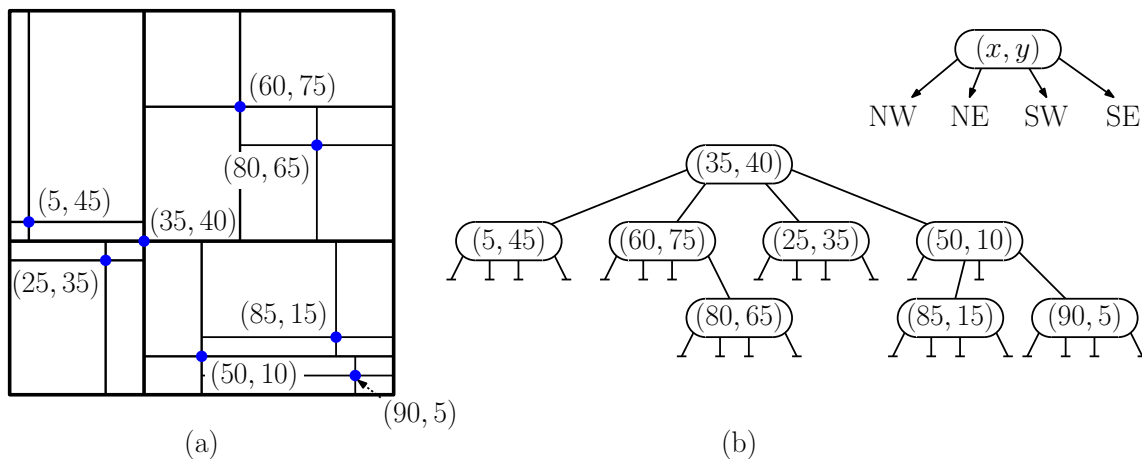 (60, 75)
(80, 65)
(5, 45)
(35, 40)
(25, 35)
(85, 15)
(50, 10)
(90, 5)
(a)
(x, y)
NW NE SW SE
(35, 40)
(5, 45) (60, 75) (25, 35) (50, 10)
(80, 65) (85, 15) (90, 5)
(b)